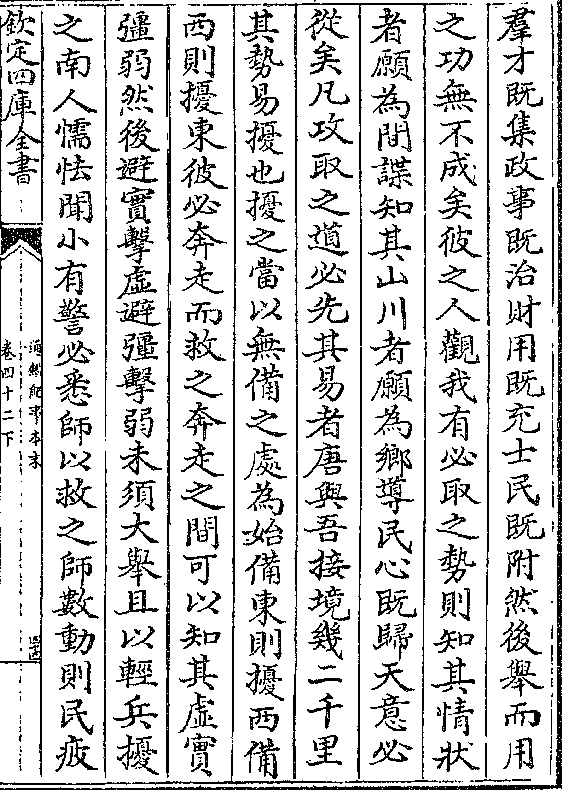 羣才既集政事既治財用既充士民既附然後舉而用
之功無不成矣彼之人觀我有必取之勢則知其情狀
者願為間諜知其山川者願為鄉導民心既歸天意必
從矣凡攻取之道必先其易者唐與吾接境幾二千里
其勢易擾也擾之當以無備之處為始備東則擾西備
西則擾東彼必奔走而救之奔走之間可以知其虛實
彊弱然後避實擊虛避彊擊弱未須大舉且以輕兵擾
之南人懦怯聞小有警必悉師以救之師數動則民疲
欽定四庫全書
通鑑紀事本末
卷四十二下